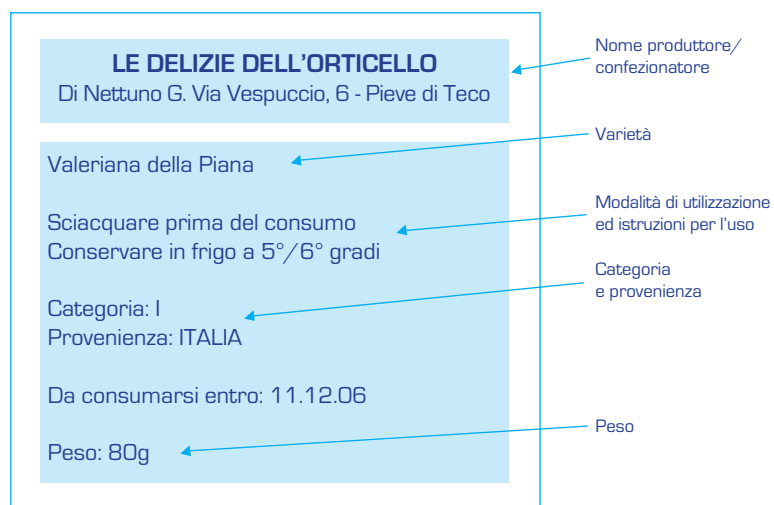 LE DELIZIE DELL'ORTICELLO
Di Nettuno G. Via Vespuccio, 6 - Pieve di Teco
Nome produttore/
confezionatore
Valeriana della Piana
Varietà
Sciacquare prima del consumo
Conservare in frigo a 5°/6° gradi
Modalità di utilizzazione
ed istruzioni per l'uso
Categoria: I
Provenienza: ITALIA
Categoria
e provenienza
Da consumarsi entro: 11.12.06
Peso: 80g
Peso